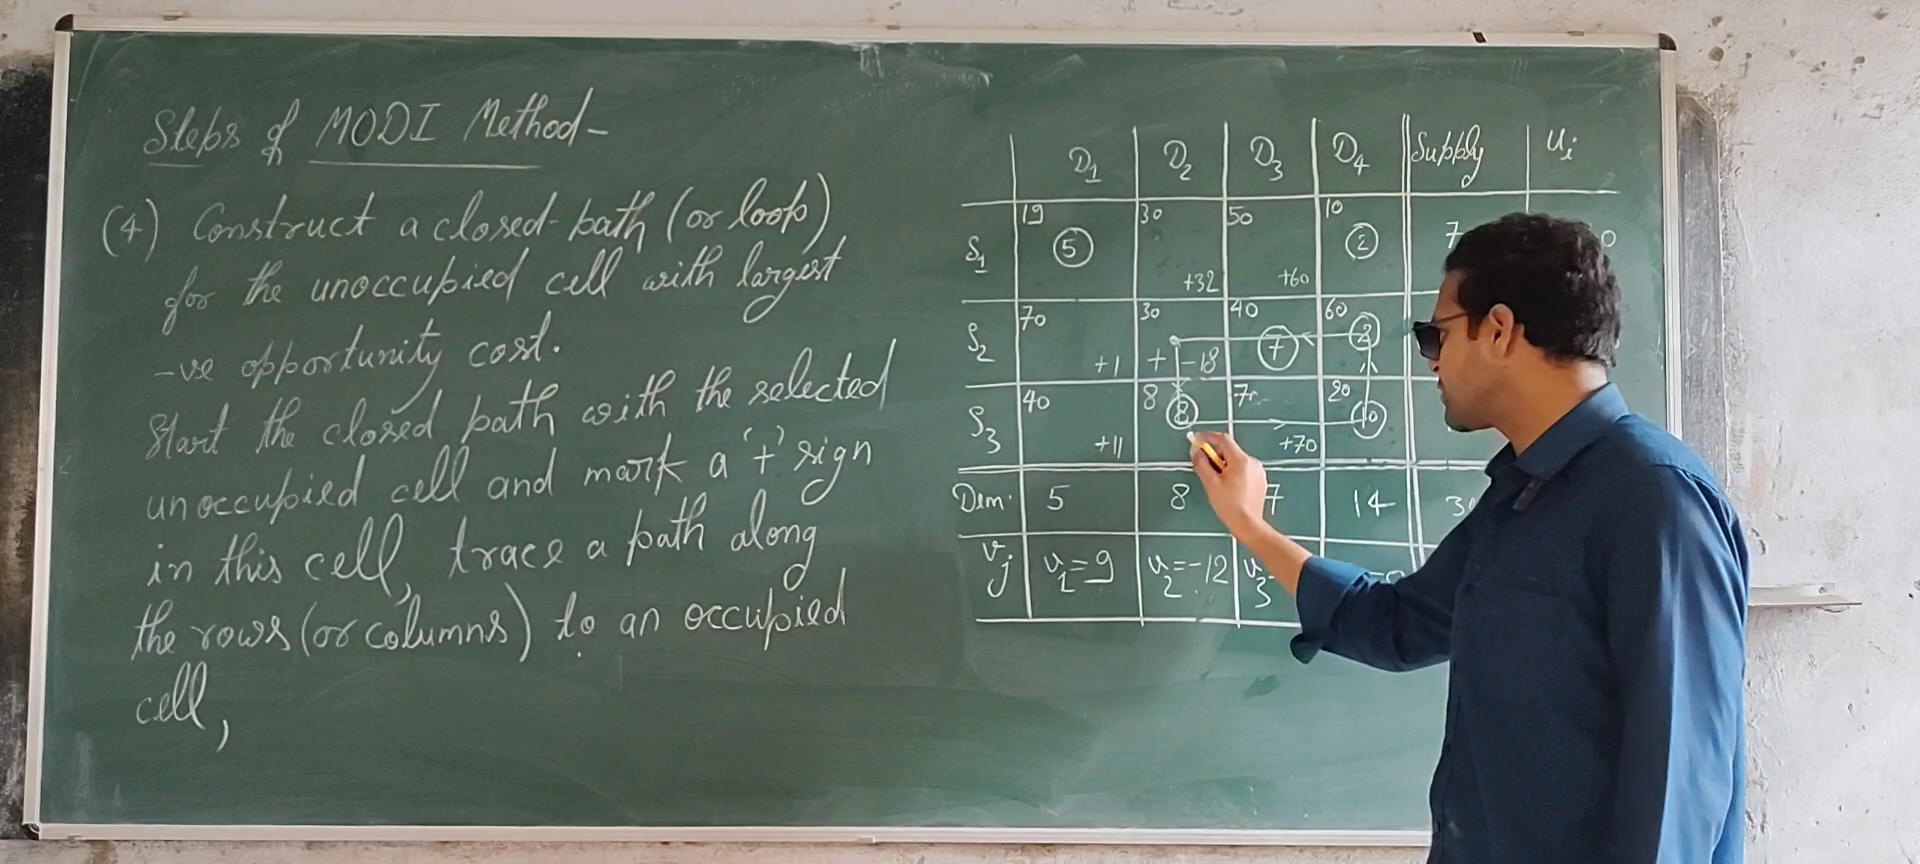 Steps of MODI Method-
(4) Construct a closed-path (or loop)
for the unoccupied cell with largest
-ve opportunity cost.
Start the closed path with the selected
unoccupied cell and mark a '+' sign
in this cell, trace a path along
the rows (or columns) to an occupied
cell,
D1 D2 D3 D4 Supply ui
19 30 50 10
S1 5 2 7 0
+32 +60
70 30 40 60
S2 7 2
+1 + -18
40 8 20
S3 8 10
+11 +70
Dem. 5 8 7 14
vj v1=9 v2=-12 v3